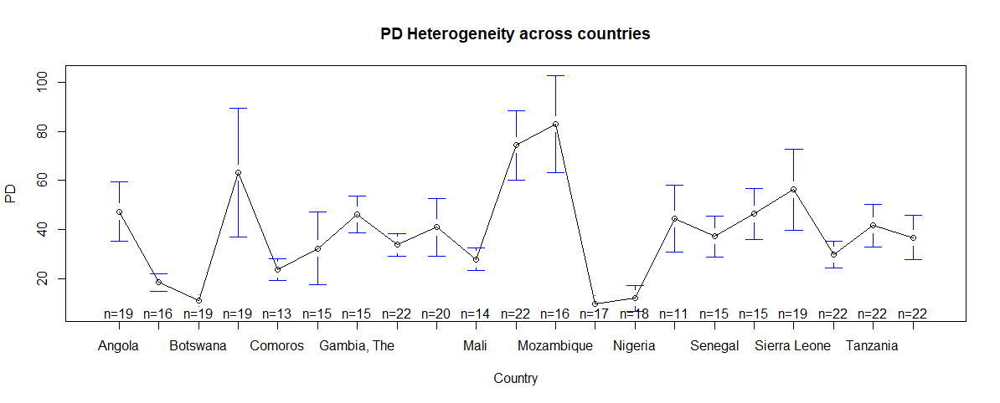 PD Heterogeneity across countries
100
80
60
40
20
PD
n=19 n=16 n=19 n=19 n=13 n=15 n=15 n=22 n=20 n=14 n=22 n=16 n=17 n=18 n=11 n=15 n=15 n=19 n=22 n=22 n=22
Angola Botswana Comoros Gambia, The Mali Mozambique Nigeria Senegal Sierra Leone Tanzania
Country